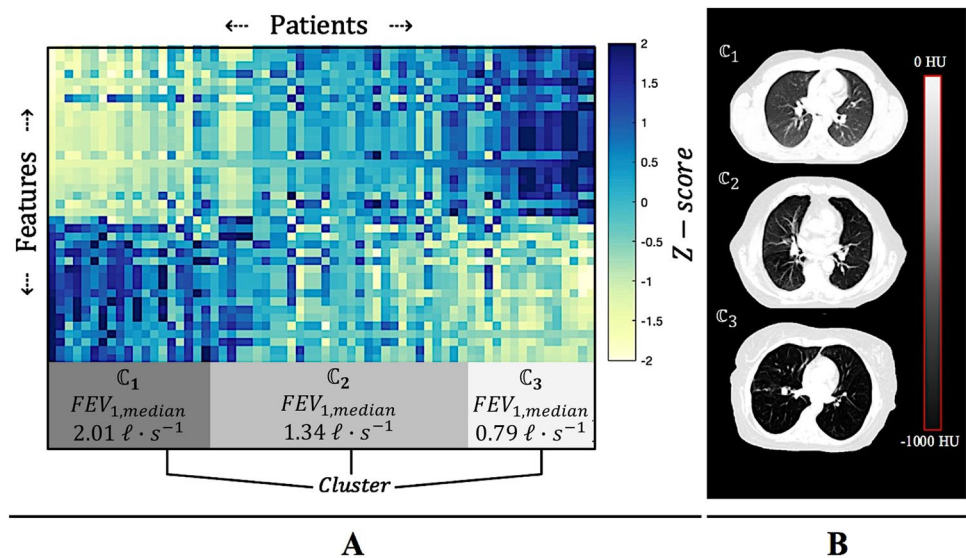 ⇠ Patients ⇢
⇠ Features ⇢
2
1.5
1
0.5
0
-0.5
-1
-1.5
-2
Z − score
ℂ₁
FEV₁,median
2.01 ℓ · s⁻¹
ℂ₂
FEV₁,median
1.34 ℓ · s⁻¹
ℂ₃
FEV₁,median
0.79 ℓ · s⁻¹
Cluster
A
ℂ₁
0 HU
ℂ₂
ℂ₃
-1000 HU
B